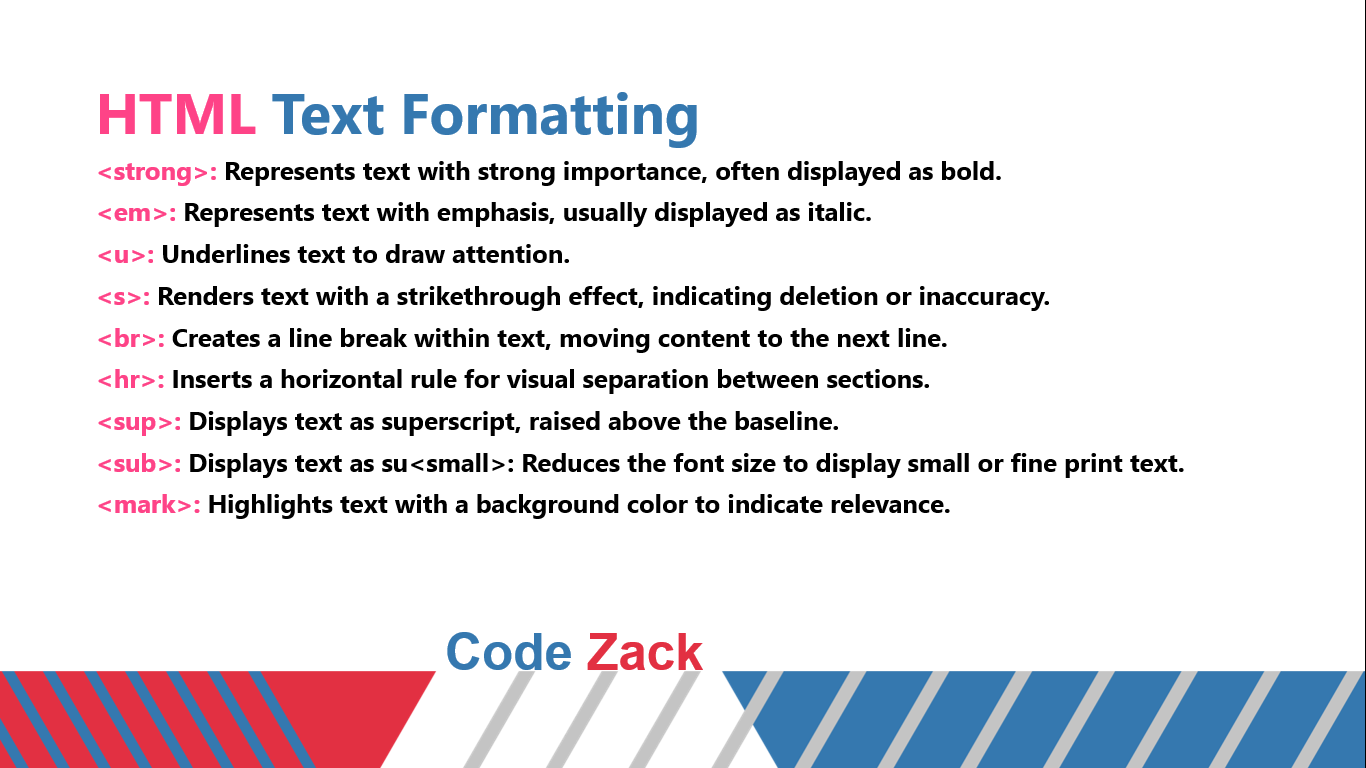 HTML Text Formatting
<strong>: Represents text with strong importance, often displayed as bold.
<em>: Represents text with emphasis, usually displayed as italic.
<u>: Underlines text to draw attention.
<s>: Renders text with a strikethrough effect, indicating deletion or inaccuracy.
<br>: Creates a line break within text, moving content to the next line.
<hr>: Inserts a horizontal rule for visual separation between sections.
<sup>: Displays text as superscript, raised above the baseline.
<sub>: Displays text as su<small>: Reduces the font size to display small or fine print text.
<mark>: Highlights text with a background color to indicate relevance.
Code Zack